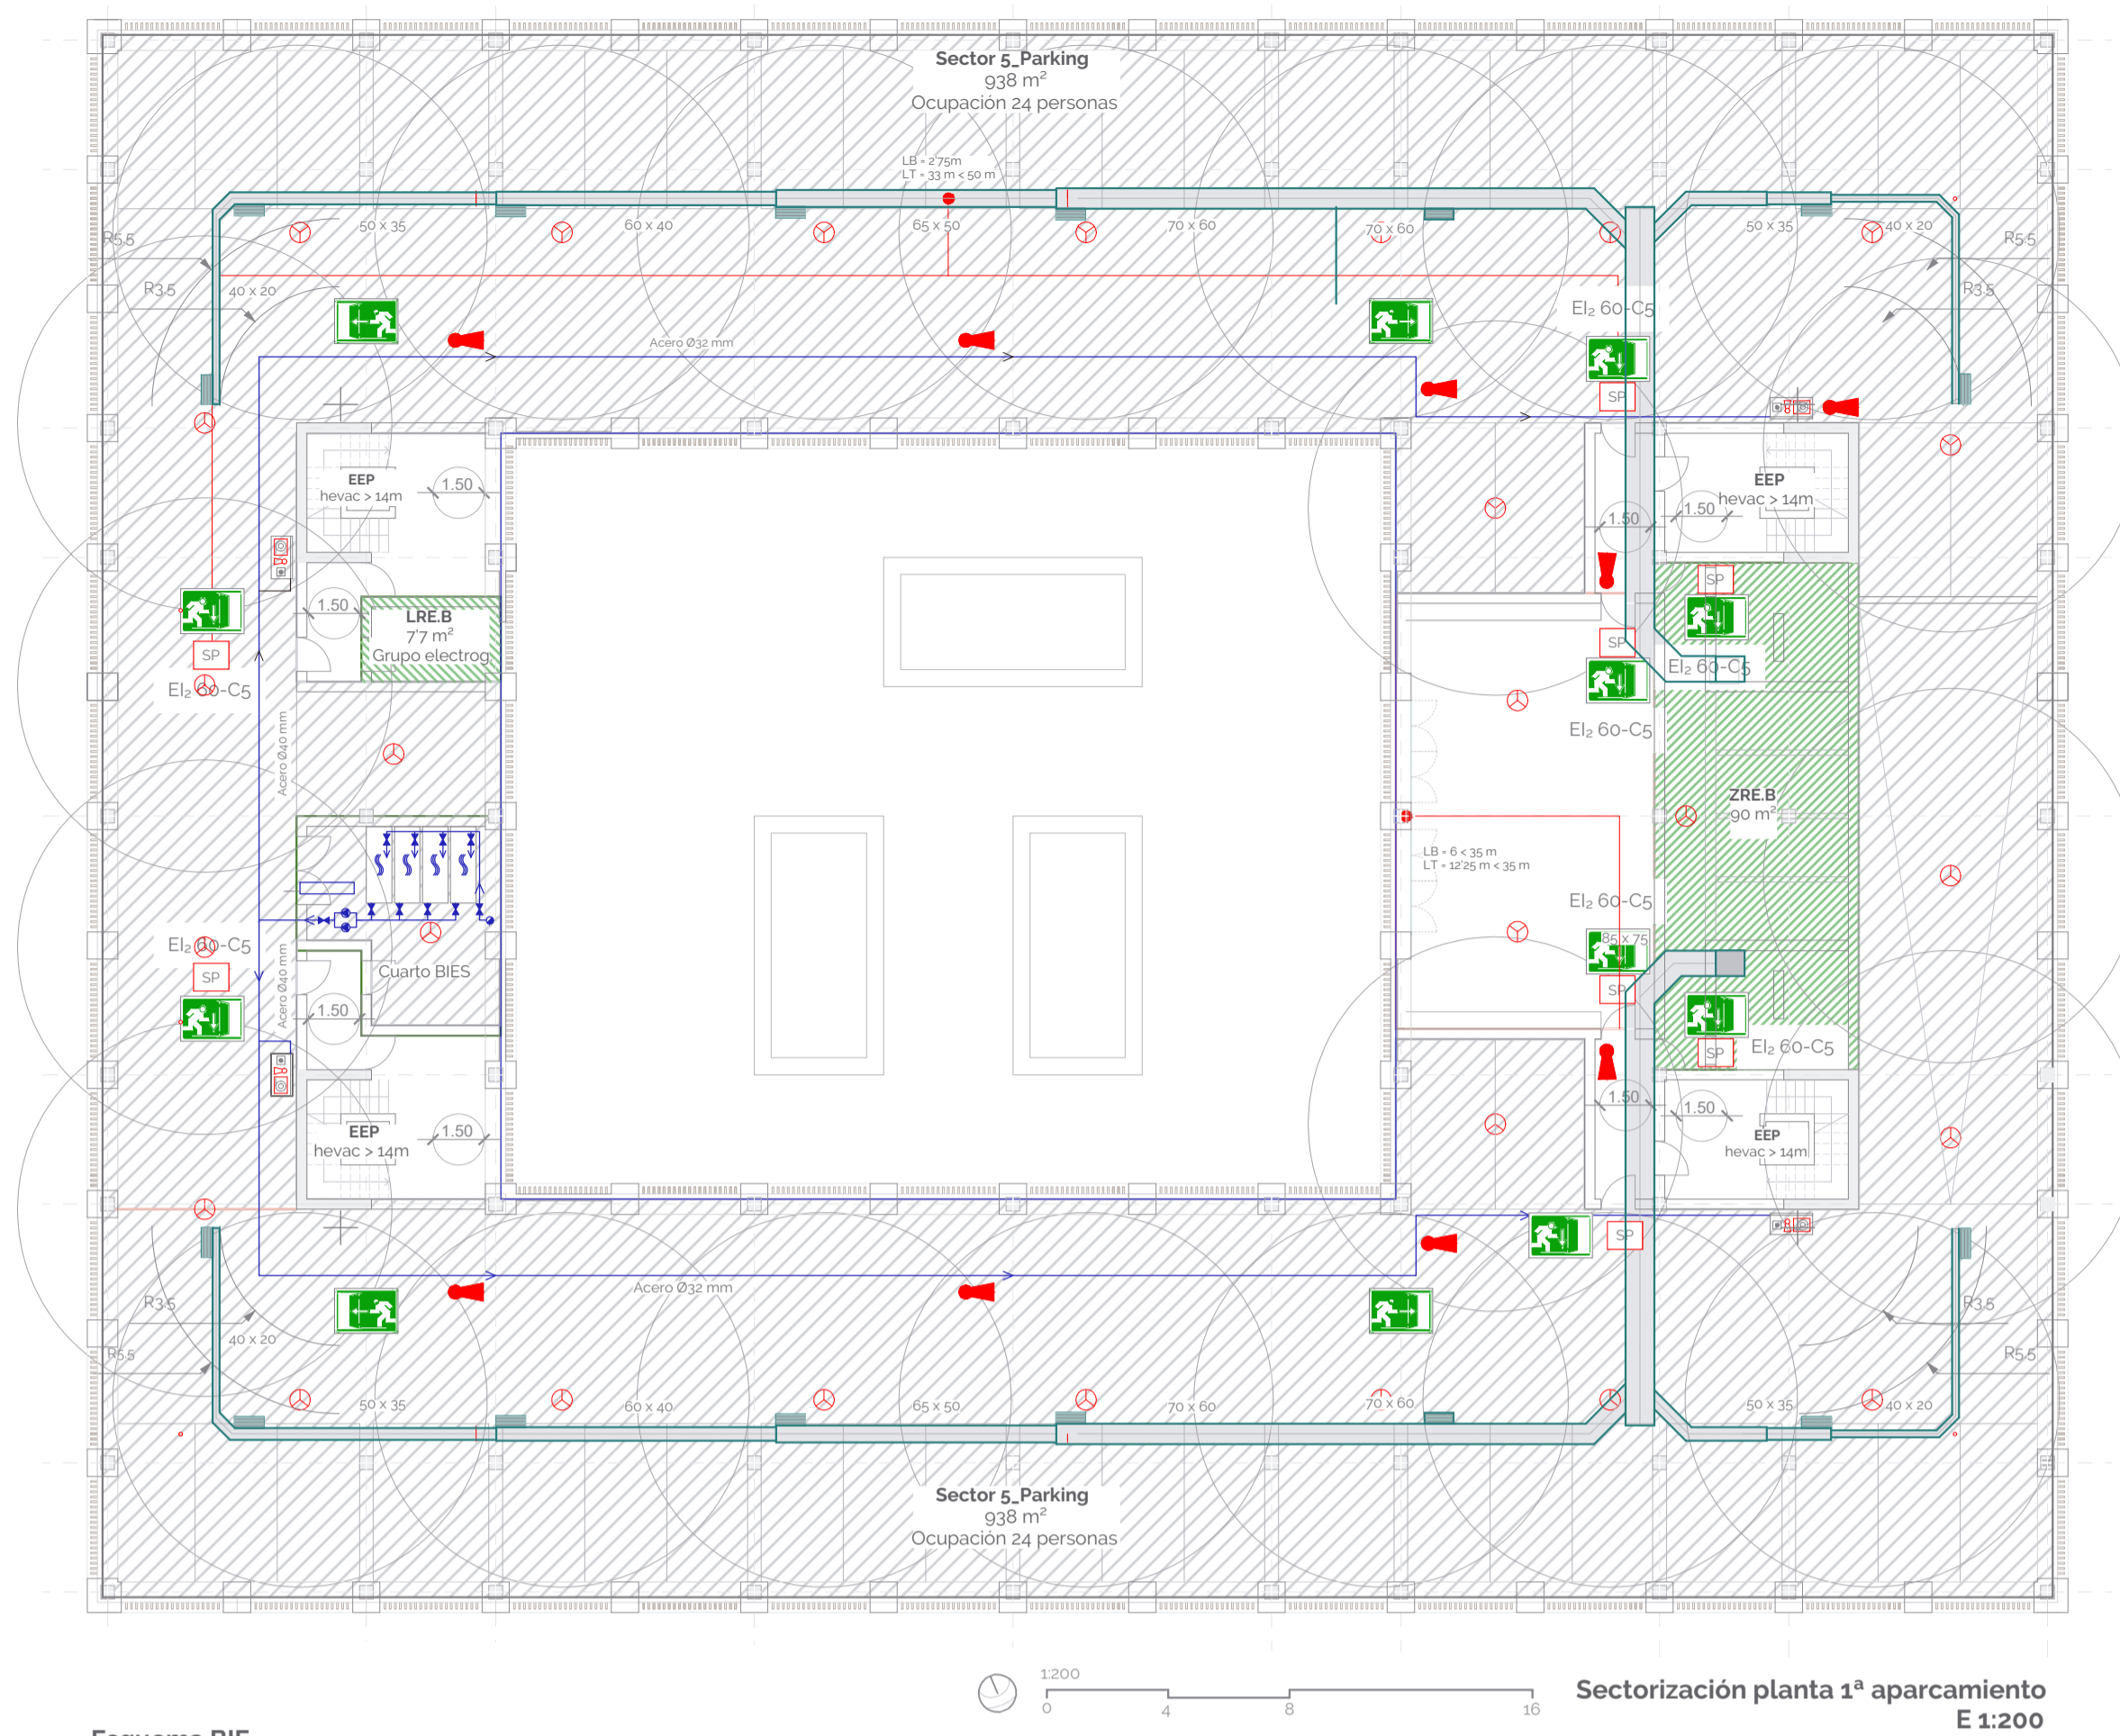 Sector 5_Parking
938 m²
Ocupación 24 personas
LB = 2'75m
LT = 33 m < 50 m
50 x 35
60 x 40
65 x 50
70 x 60
70 x 60
50 x 35
40 x 20
R5.5
R5.5
R3.5
40 x 20
R3.5
EI₂ 60-C5
Acero Ø32 mm
SP
EEP
hevac > 14m
1.50
EEP
hevac > 14m
1.50
1.50
SP
1.50
LRE.B
7'7 m²
Grupo electrog
SP
SP
EI₂ 60-C5
EI₂ 60-C5
EI₂ 60-C5
Acero Ø40 mm
ZRE.B
90 m²
LB = 6 < 35 m
LT = 12'25 m < 35 m
EI₂ 60-C5
EI₂ 60-C5
85 x 75
SP
Cuarto BIES
Acero Ø40 mm
SP
1.50
SP
EI₂ 60-C5
1.50
1.50
EEP
hevac > 14m
1.50
EEP
hevac > 14m
SP
Acero Ø32 mm
R3.5
R3.5
40 x 20
R5.5
R5.5
50 x 35
60 x 40
65 x 50
70 x 60
70 x 60
50 x 35
40 x 20
Sector 5_Parking
938 m²
Ocupación 24 personas
1:200
0 4 8 16
Sectorización planta 1ª aparcamiento
E 1:200
Esquema BIE